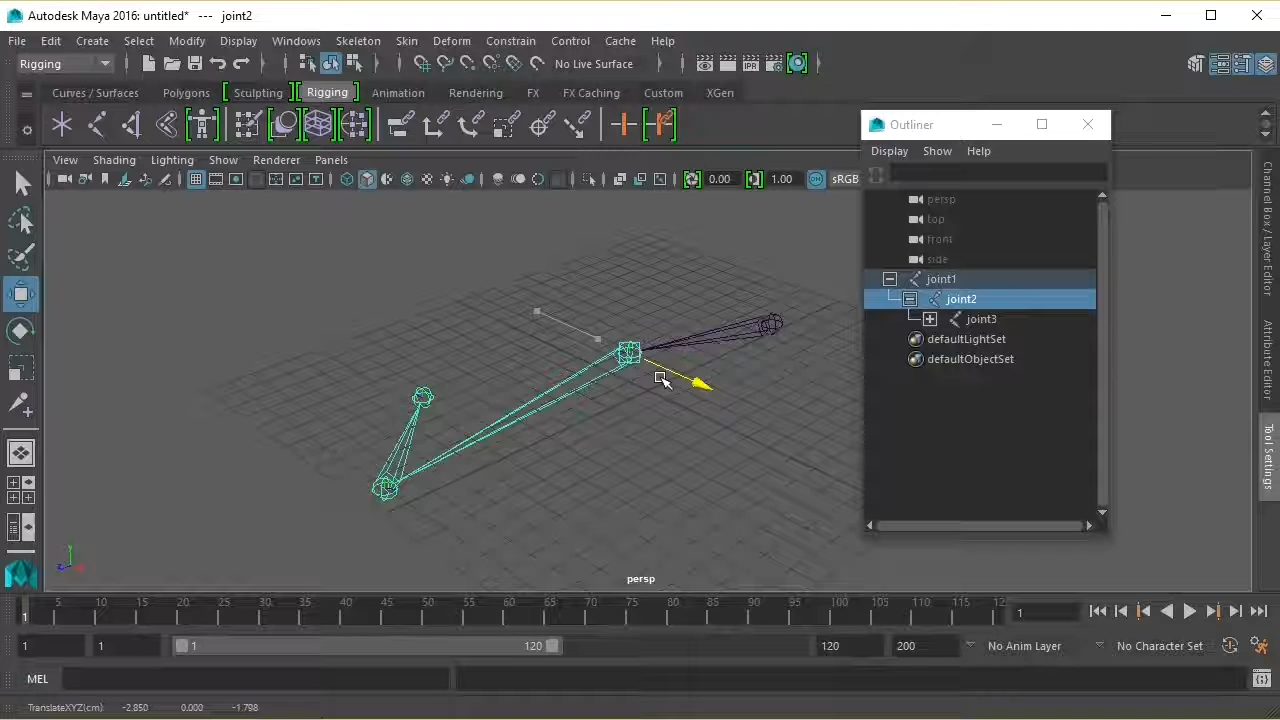 Autodesk Maya 2016: untitled* --- joint2
File Edit Create Select Modify Display Windows Skeleton Skin Deform Constrain Control Cache Help
Rigging No Live Surface
Curves / Surfaces Polygons Sculpting Rigging Animation Rendering FX FX Caching Custom XGen
View Shading Lighting Show Renderer Panels
0.00 1.00 sRGB
Outliner
Display Show Help
persp
top
front
side
joint1
joint2
joint3
defaultLightSet
defaultObjectSet
Channel Box / Layer Editor
Attribute Editor
Tool Settings
persp
5 10 15 20 25 30 35 40 45 50 55 60 65 70 75 80 85 90 95 100 105 110 115 12
1 1
1 1 1 120 120 200 No Anim Layer No Character Set
MEL
TranslateXYZ(cm): -2.850 0.000 -1.798